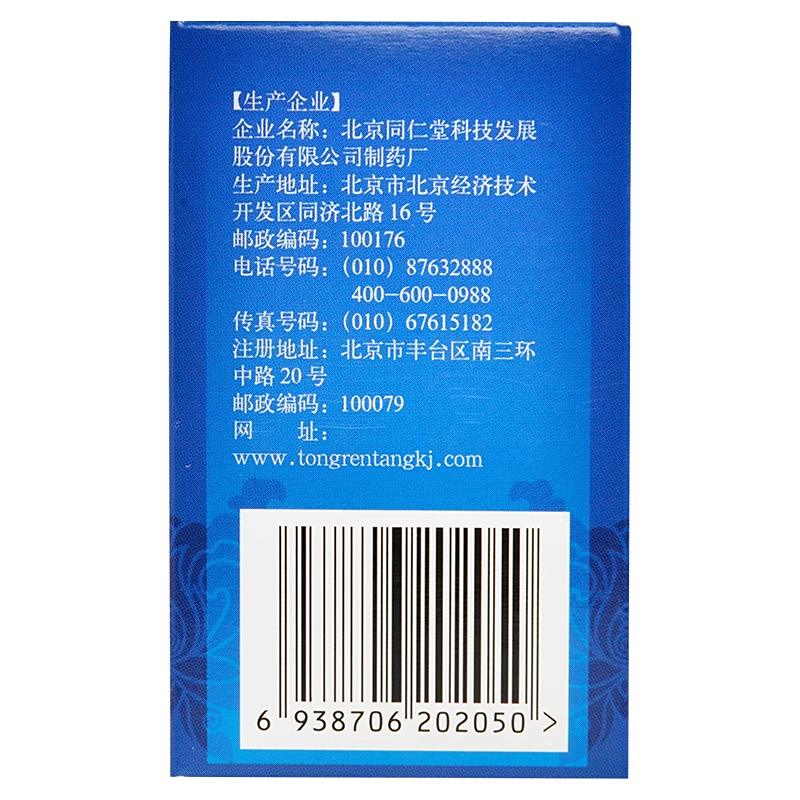 【生产企业】
企业名称：北京同仁堂科技发展
股份有限公司制药厂
生产地址：北京市北京经济技术
开发区同济北路 16 号
邮政编码：100176
电话号码：（010）87632888
400-600-0988
传真号码：（010）67615182
注册地址：北京市丰台区南三环
中路 20 号
邮政编码：100079
网 址：
www.tongrentangkj.com
6 938706 202050 >